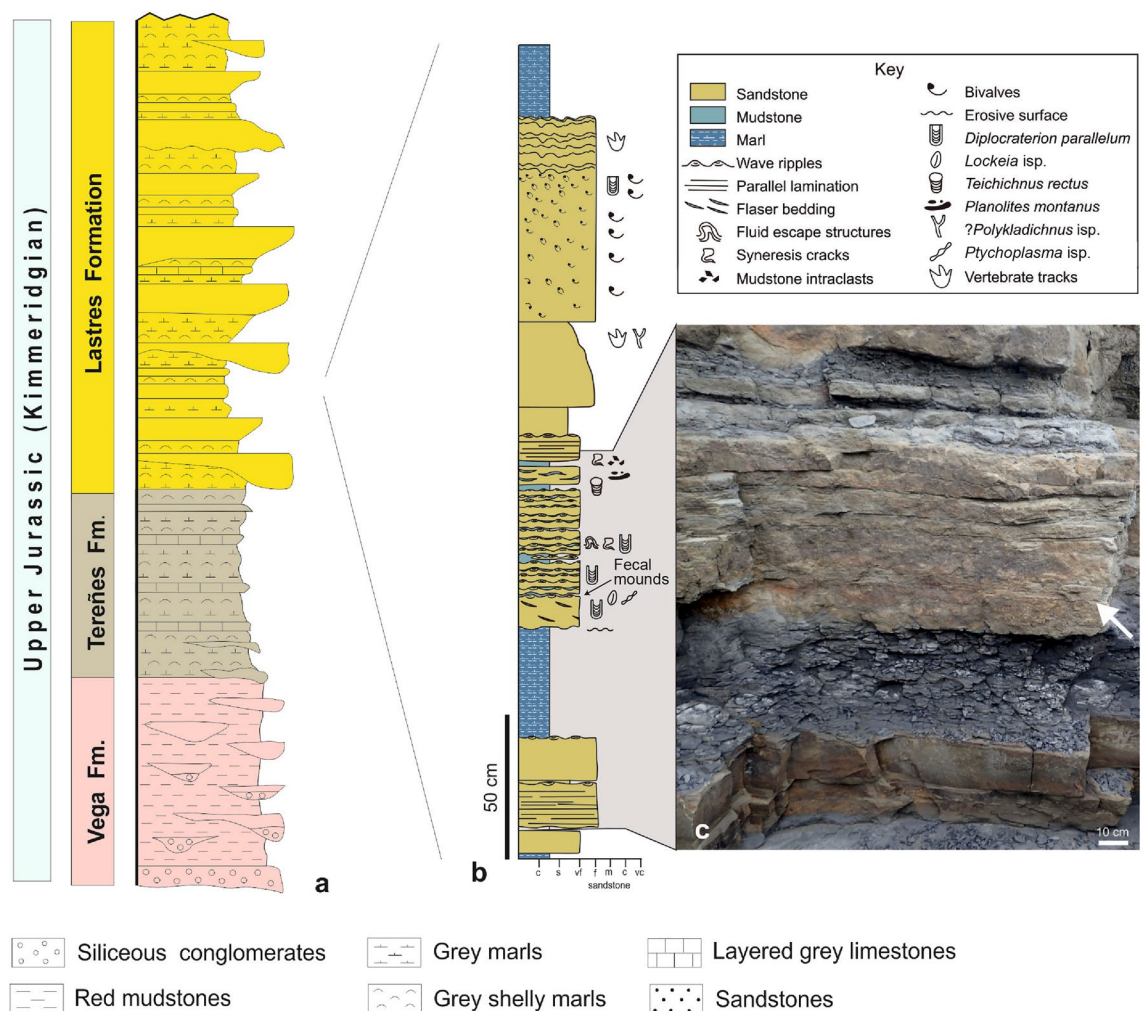 Upper Jurassic (Kimmeridgian)
Lastres Formation
Tereñes Fm.
Vega Fm.
a
Fecal
mounds
50 cm
b
c s vf f m c vc
sandstone
Key
Sandstone
Mudstone
Marl
Wave ripples
Parallel lamination
Flaser bedding
Fluid escape structures
Syneresis cracks
Mudstone intraclasts
Bivalves
Erosive surface
Diplocraterion parallelum
Lockeia isp.
Teichichnus rectus
Planolites montanus
?Polykladichnus isp.
Ptychoplasma isp.
Vertebrate tracks
c
10 cm
Siliceous conglomerates
Red mudstones
Grey marls
Grey shelly marls
Layered grey limestones
Sandstones